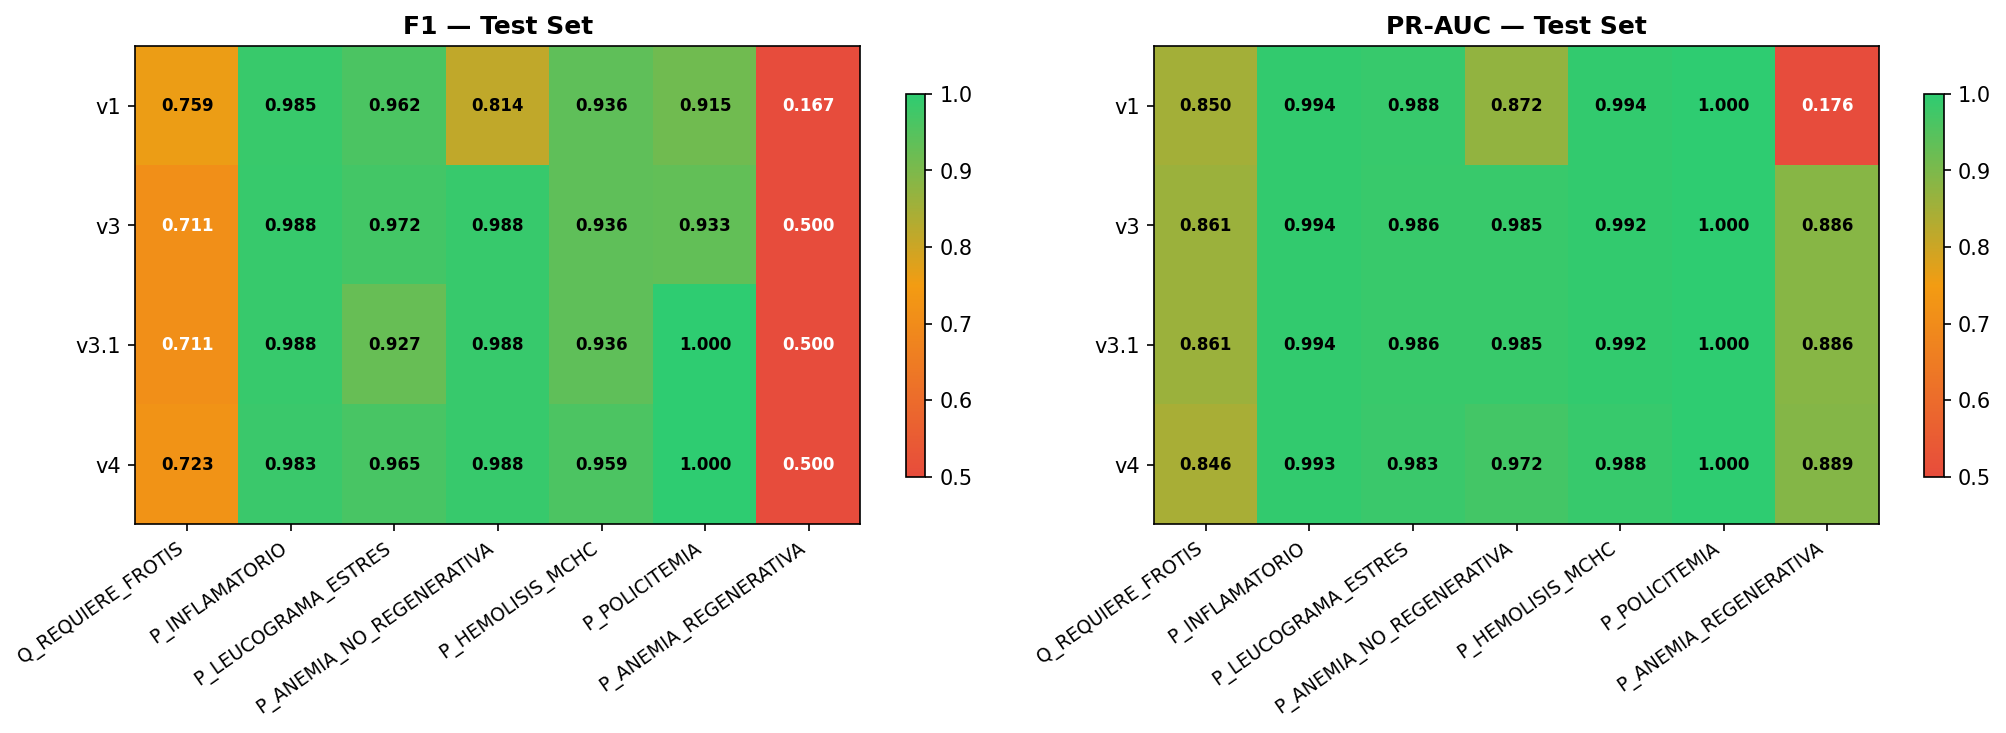 F1 — Test Set
v1 0.759 0.985 0.962 0.814 0.936 0.915 0.167
v3 0.711 0.988 0.972 0.988 0.936 0.933 0.500
v3.1 0.711 0.988 0.927 0.988 0.936 1.000 0.500
v4 0.723 0.983 0.965 0.988 0.959 1.000 0.500
Q_REQUIERE_FROTIS
P_INFLAMATORIO
P_LEUCOGRAMA_ESTRES
P_ANEMIA_NO_REGENERATIVA
P_HEMOLISIS_MCHC
P_POLICITEMIA
P_ANEMIA_REGENERATIVA
1.0
0.9
0.8
0.7
0.6
0.5
PR-AUC — Test Set
v1 0.850 0.994 0.988 0.872 0.994 1.000 0.176
v3 0.861 0.994 0.986 0.985 0.992 1.000 0.886
v3.1 0.861 0.994 0.986 0.985 0.992 1.000 0.886
v4 0.846 0.993 0.983 0.972 0.988 1.000 0.889
Q_REQUIERE_FROTIS
P_INFLAMATORIO
P_LEUCOGRAMA_ESTRES
P_ANEMIA_NO_REGENERATIVA
P_HEMOLISIS_MCHC
P_POLICITEMIA
P_ANEMIA_REGENERATIVA
1.0
0.9
0.8
0.7
0.6
0.5